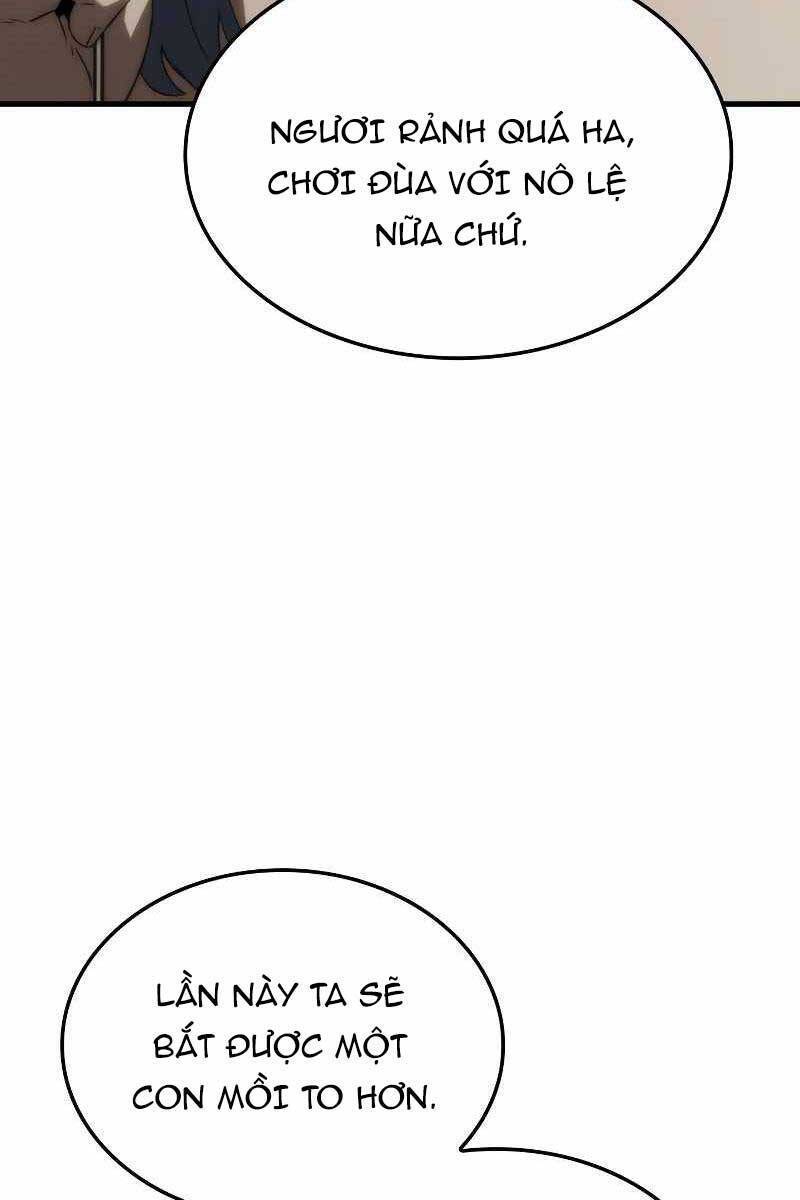 NGƯƠI RẢNH QUÁ HA,
CHƠI ĐÙA VỚI NÔ LỆ
NỮA CHỨ.
LẦN NÀY TA SẼ
BẮT ĐƯỢC MỘT
CON MỒI TO HƠN.